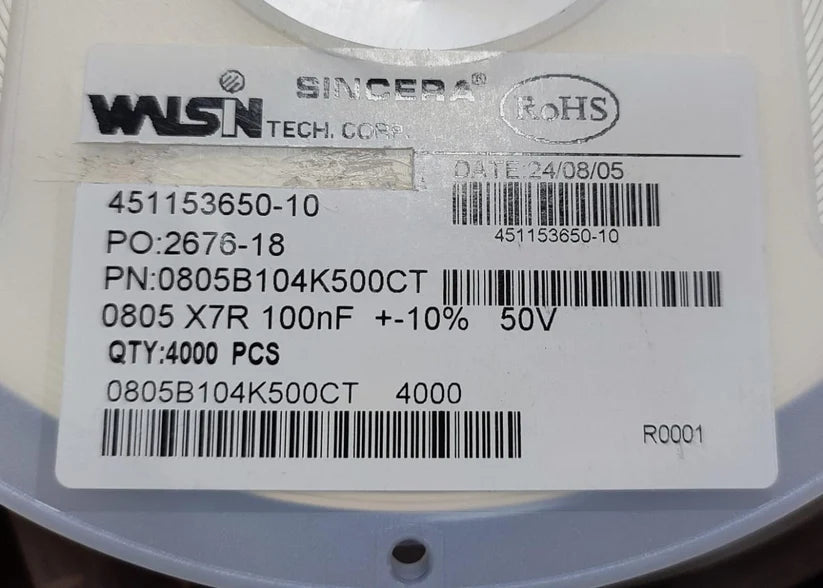 SINCERA®
WALSIN TECH. CORP.
RoHS
DATE:24/08/05
451153650-10
451153650-10
PO:2676-18
PN:0805B104K500CT
0805 X7R 100nF +-10% 50V
QTY:4000 PCS
0805B104K500CT 4000
R0001